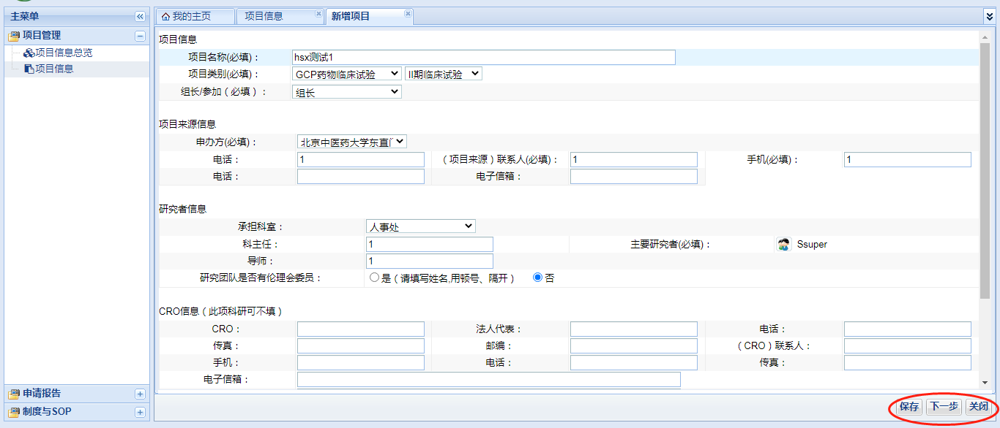 主菜单
项目管理
项目信息总览
项目信息
申请报告
制度与SOP
我的主页 项目信息 新增项目
项目信息
项目名称(必填)： hsx测试1
项目类别(必填)： GCP药物临床试验 II期临床试验
组长/参加（必填）： 组长
项目来源信息
申办方(必填)： 北京中医药大学东直门
电话： 1 （项目来源）联系人(必填)： 1 手机(必填)： 1
电话： 电子信箱：
研究者信息
承担科室： 人事处
科主任： 1 主要研究者(必填)： Ssuper
导师： 1
研究团队是否有伦理会委员： 是（请填写姓名,用顿号、隔开） 否
CRO信息（此项科研可不填）
CRO： 法人代表： 电话：
传真： 邮编： （CRO）联系人：
手机： 电话： 传真：
电子信箱：
保存 下一步 关闭